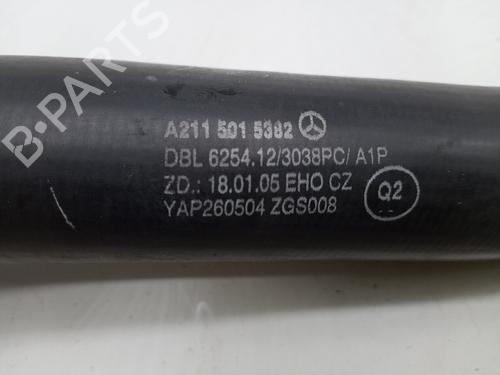 A211 501 5382
DBL 6254.12/3038PC/ A1P
ZD.: 18.01.05 EHO CZ
YAP260504 ZGS008
Q2
B-PARTS